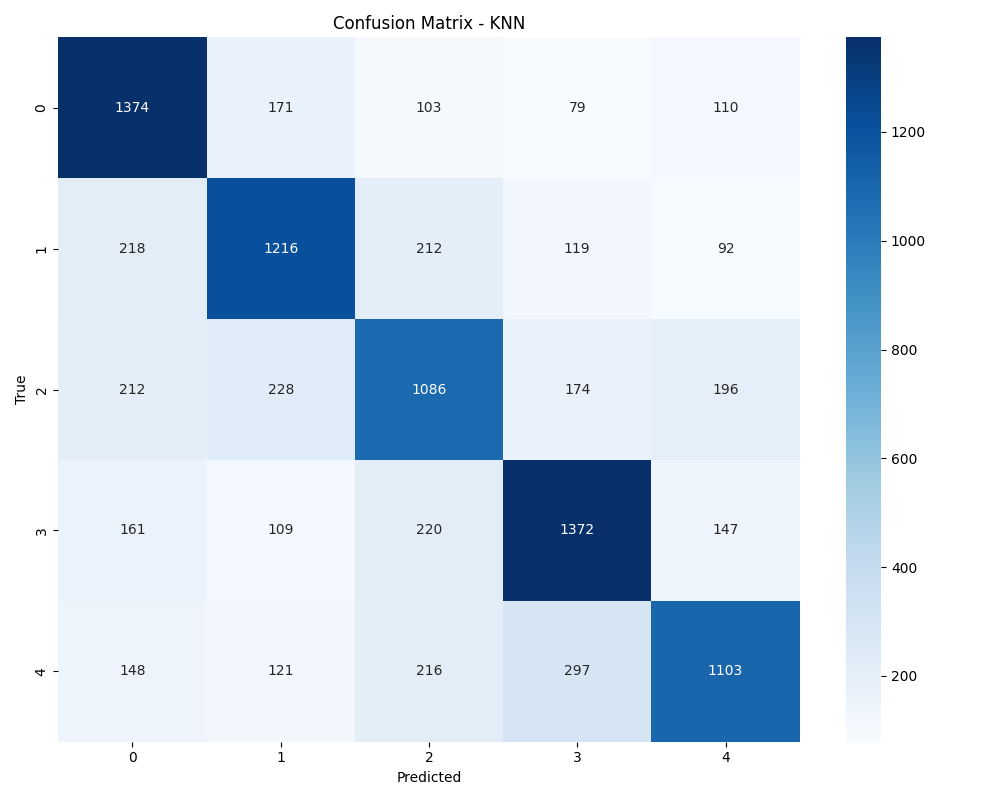 Confusion Matrix - KNN
0 1374 171 103 79 110
1 218 1216 212 119 92
2 212 228 1086 174 196
3 161 109 220 1372 147
4 148 121 216 297 1103
True
0 1 2 3 4
Predicted
1200
1000
800
600
400
200